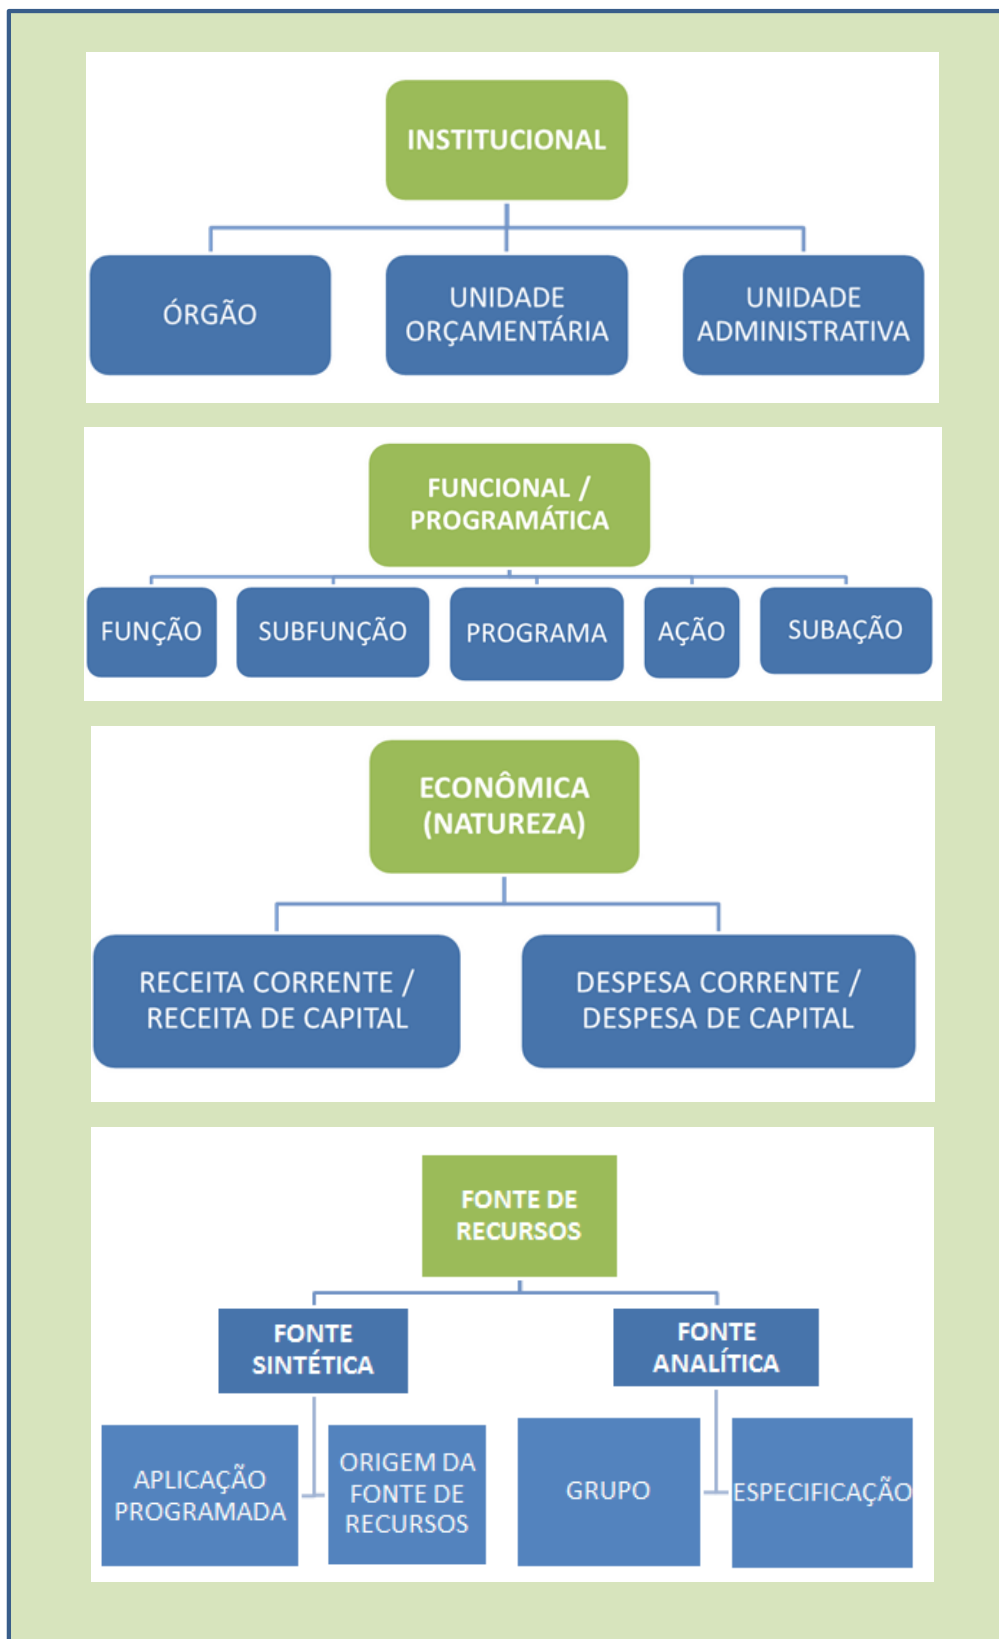 INSTITUCIONAL
ÓRGÃO
UNIDADE
ORÇAMENTÁRIA
UNIDADE
ADMINISTRATIVA
FUNCIONAL /
PROGRAMÁTICA
FUNÇÃO
SUBFUNÇÃO
PROGRAMA
AÇÃO
SUBAÇÃO
ECONÔMICA
(NATUREZA)
RECEITA CORRENTE /
RECEITA DE CAPITAL
DESPESA CORRENTE /
DESPESA DE CAPITAL
FONTE DE
RECURSOS
FONTE
SINTÉTICA
FONTE
ANALÍTICA
APLICAÇÃO
PROGRAMADA
ORIGEM DA
FONTE DE
RECURSOS
GRUPO
ESPECIFICAÇÃO